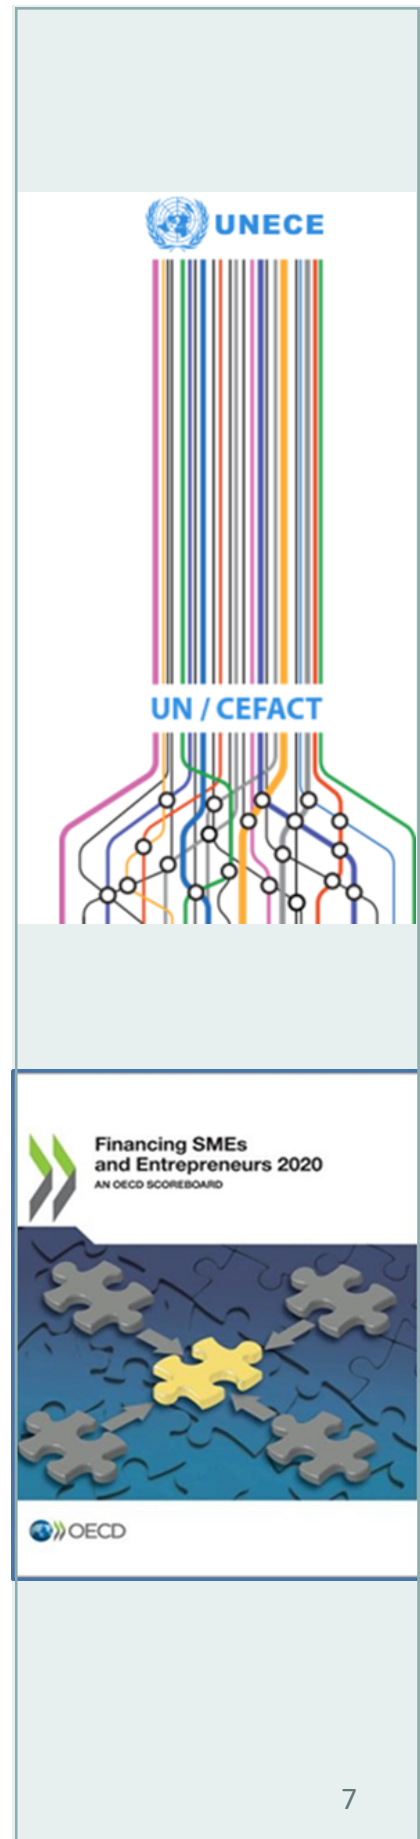 UNECE
UN / CEFACT
Financing SMEs
and Entrepreneurs 2020
AN OECD SCOREBOARD
OECD
7